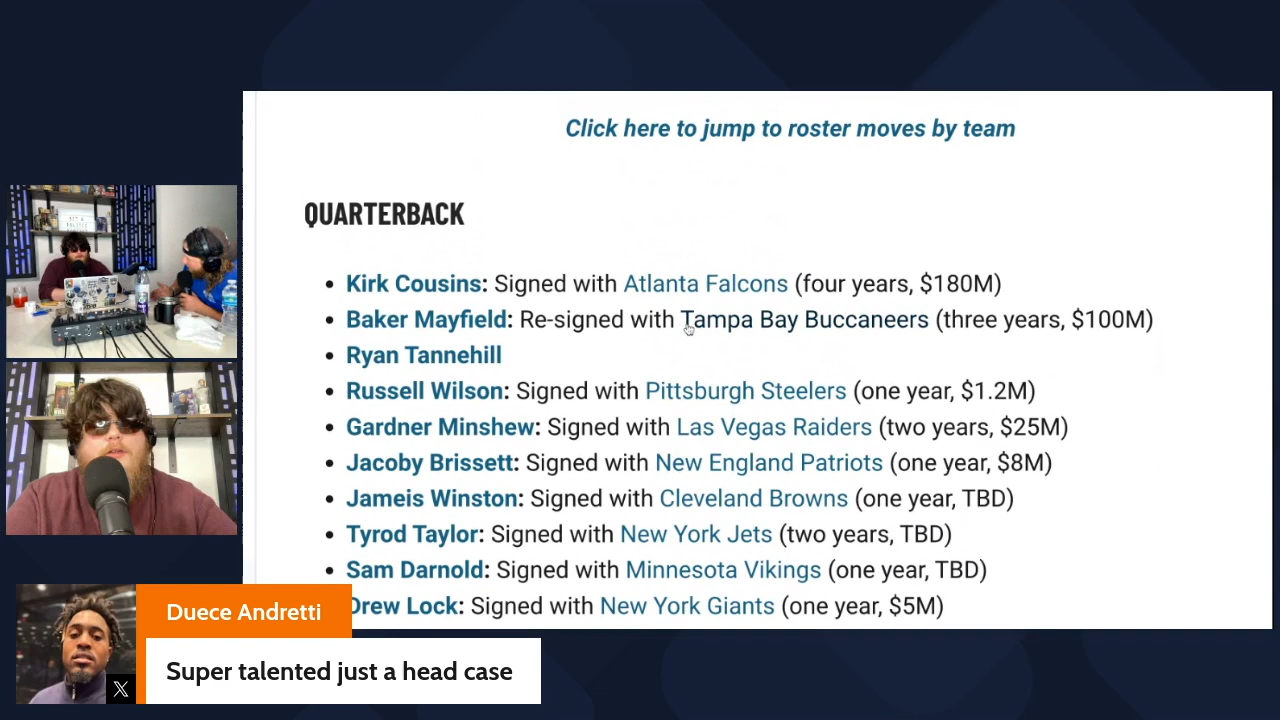 Click here to jump to roster moves by team
QUARTERBACK
Kirk Cousins: Signed with Atlanta Falcons (four years, $180M)
Baker Mayfield: Re-signed with Tampa Bay Buccaneers (three years, $100M)
Ryan Tannehill
Russell Wilson: Signed with Pittsburgh Steelers (one year, $1.2M)
Gardner Minshew: Signed with Las Vegas Raiders (two years, $25M)
Jacoby Brissett: Signed with New England Patriots (one year, $8M)
Jameis Winston: Signed with Cleveland Browns (one year, TBD)
Tyrod Taylor: Signed with New York Jets (two years, TBD)
Sam Darnold: Signed with Minnesota Vikings (one year, TBD)
Drew Lock: Signed with New York Giants (one year, $5M)
Duece Andretti
Super talented just a head case